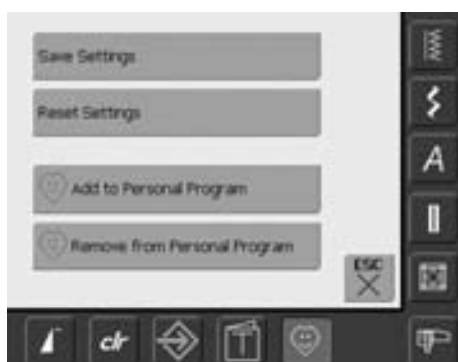 Save Settings
Reset Settings
A
Add to Personal Program
Remove from Personal Program
ESC
clr